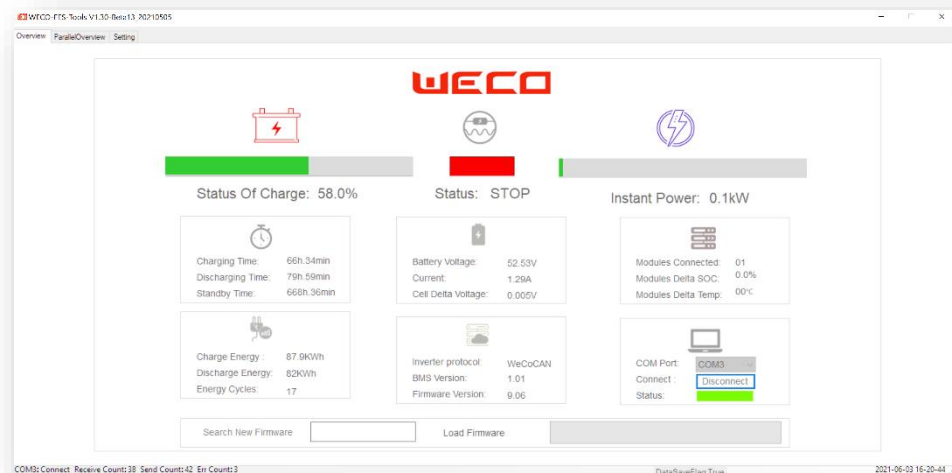 WECO-EES-Tools V1.30-Beta13_20210505
Overview ParallelOverview Setting
WECO
Status Of Charge: 58.0% Status: STOP Instant Power: 0.1kW
Charging Time: 66h.34min
Discharging Time: 79h.59min
Standby Time: 668h.36min
Battery Voltage: 52.53V
Current: 1.29A
Cell Delta Voltage: 0.005V
Modules Connected: 01
Modules Delta SOC: 0.0%
Modules Delta Temp: 00℃
Charge Energy : 87.9KWh
Discharge Energy: 82KWh
Energy Cycles: 17
Inverter protocol: WeCoCAN
BMS Version: 1.01
Firmware Version: 9.06
COM Port: COM3
Connect : Disconnect
Status:
Search New Firmware Load Firmware
COM3: Connect Receive Count: 38 Send Count: 42 Err Count: 3 DataSaveFlag True 2021-06-03 16-20-44